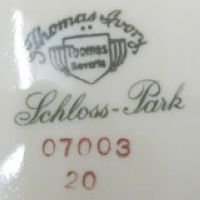 Thomas Ivory
Thomas
Bavaria
Schloss-Park
07003
20